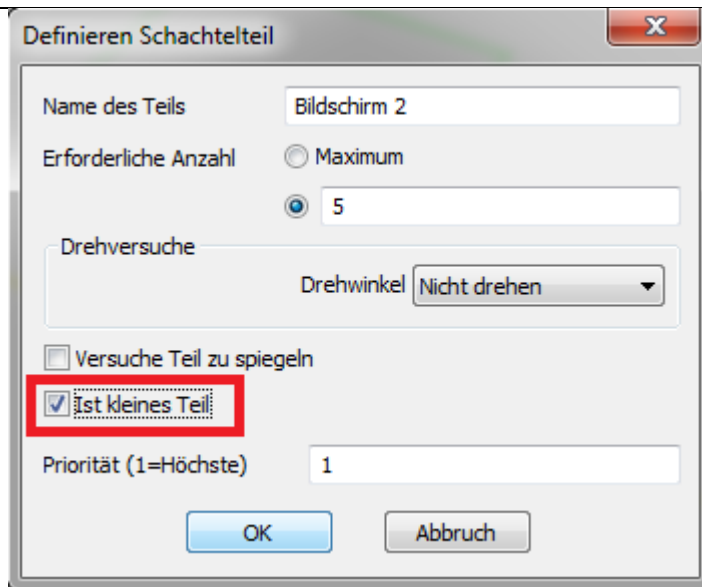 Definieren Schachtelteil
Name des Teils Bildschirm 2
Erforderliche Anzahl Maximum
5
Drehversuche
Drehwinkel Nicht drehen
Versuche Teil zu spiegeln
Ist kleines Teil
Priorität (1=Höchste) 1
OK Abbruch